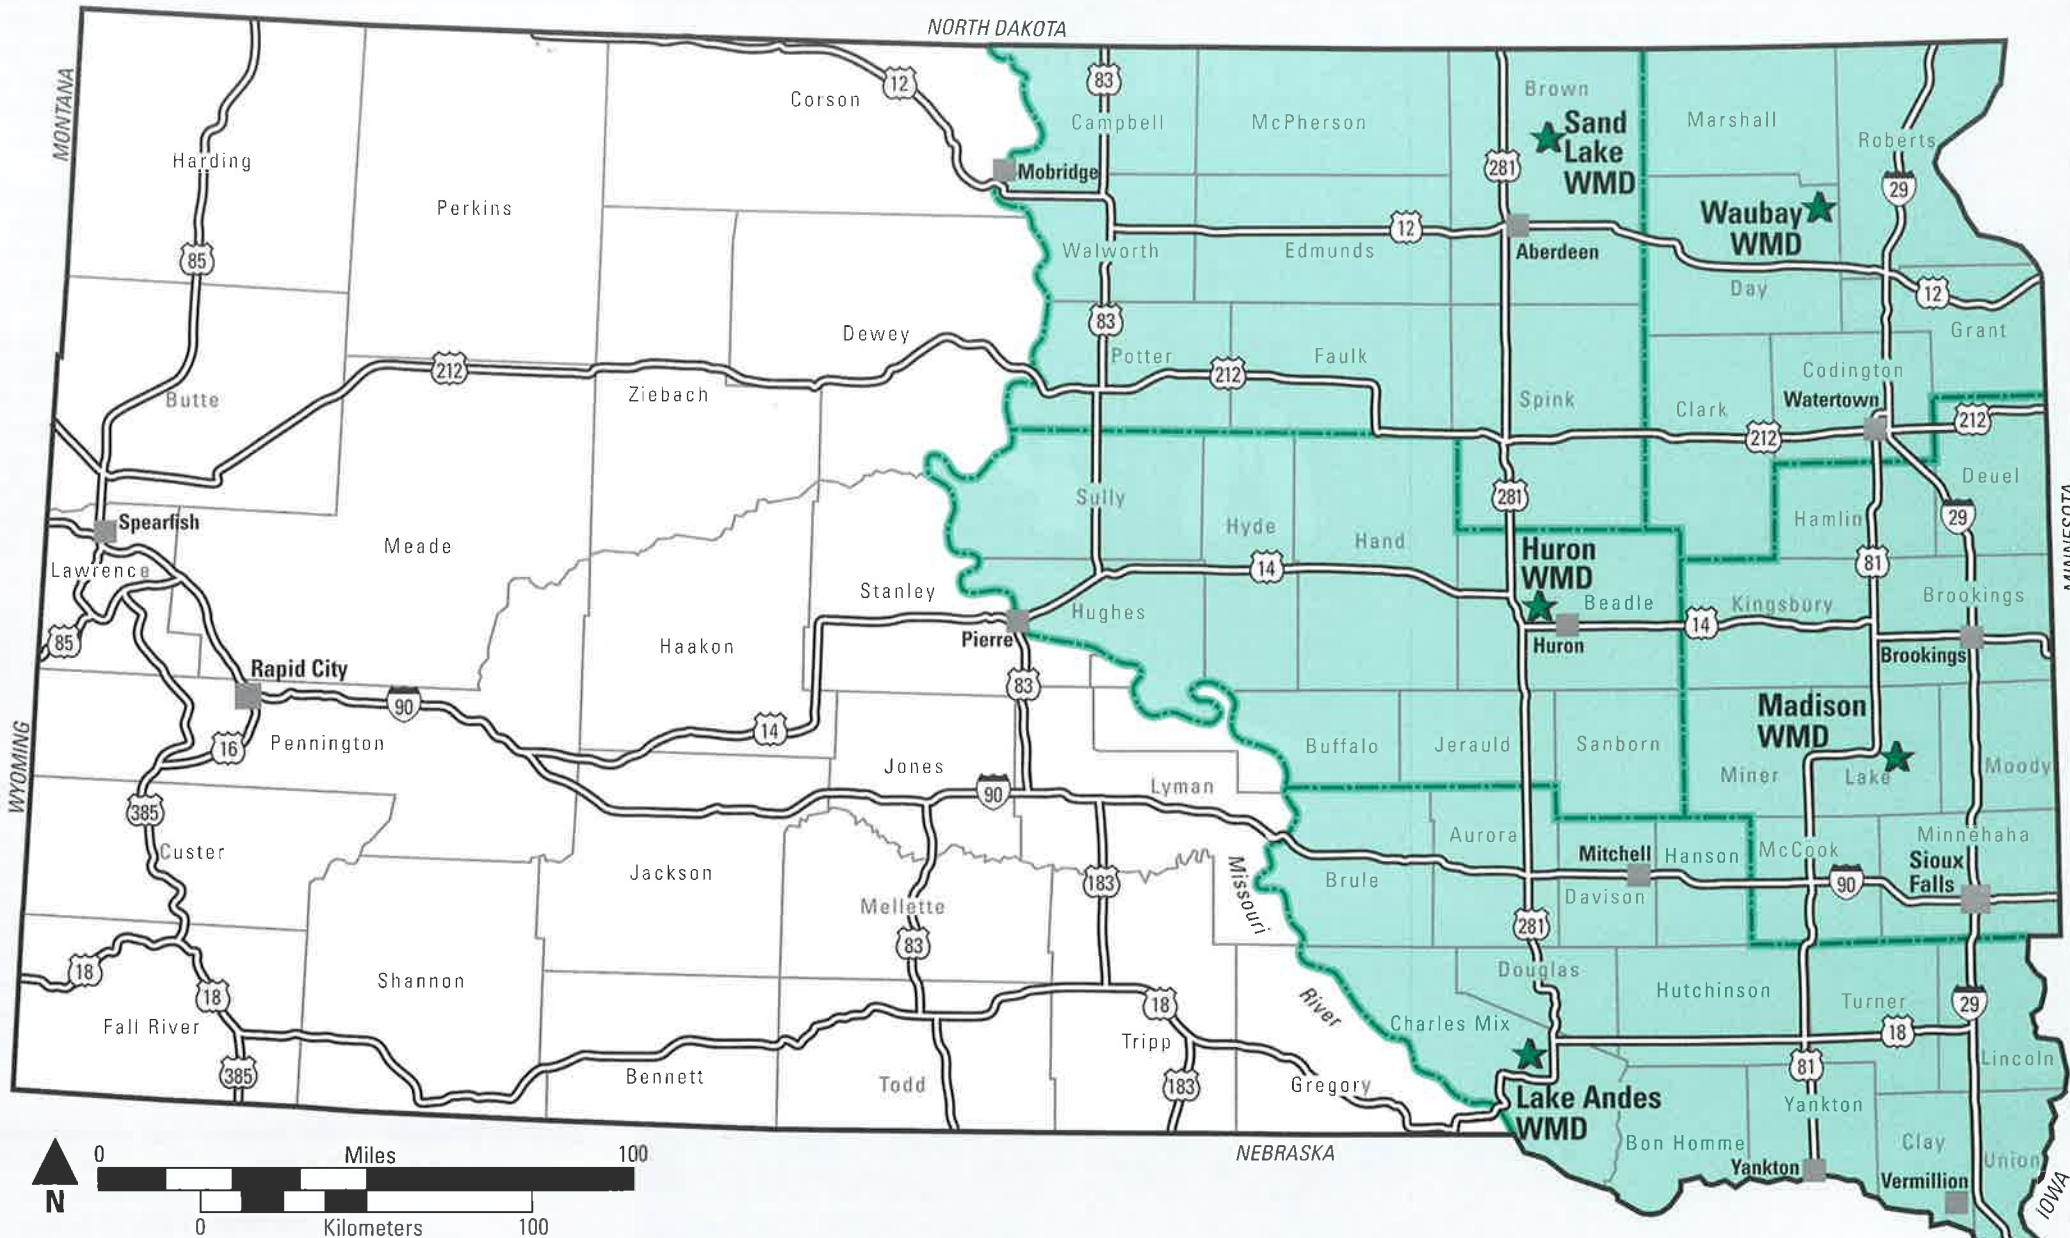 NORTH DAKOTA
MONTANA
Corson
12
83
Brown
Campbell
McPherson
Sand
Lake
WMD
Marshall
Roberts
Harding
281
Mobridge
29
Perkins
Waubay
WMD
12
Aberdeen
Walworth
Edmunds
85
Day
12
83
Dewey
Grant
Potter
Faulk
212
212
Codington
Butte
Ziebach
Spink
Clark
Watertown
212
212
Deuel
Sully
281
Spearfish
Hyde
Hamlin
29
Meade
Hand
Huron
WMD
MINNESOTA
Lawrence
14
81
Stanley
Brookings
Hughes
Beadle
14
Kingsbury
85
Haakon
Pierre
Huron
Brookings
Rapid City
83
90
Madison
WMD
14
16
Pennington
Buffalo
Jerauld
Sanborn
Jones
Miner
Lake
Moody
WYOMING
90
Lyman
385
Aurora
Minnehaha
Custer
Mitchell
Hanson
McCook
Sioux
Falls
Jackson
183
Missouri
Brule
90
Davison
Mellette
281
83
18
Shannon
Douglas
18
Hutchinson
18
River
Turner
29
Fall River
Charles Mix
18
Tripp
Lincoln
385
Bennett
Todd
183
Gregory
81
Lake Andes
WMD
Yankton
Bon Homme
Clay
NEBRASKA
Yankton
Union
Vermillion
IOWA
0 Miles 100
N
0 Kilometers 100